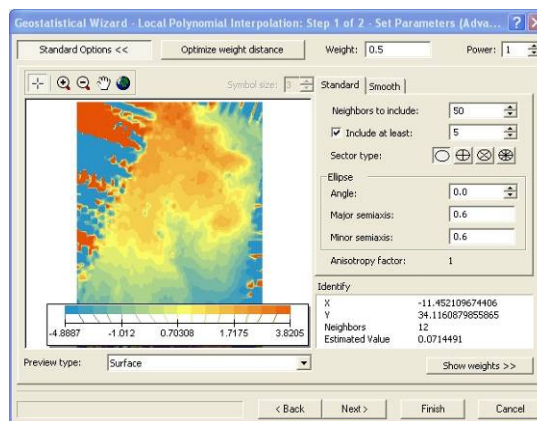 Geostatistical Wizard - Local Polynomial Interpolation: Step 1 of 2 - Set Parameters (Adva...
Standard Options << Optimize weight distance Weight: 0.5 Power: 1
Symbol size: 3 Standard Smooth
Neighbors to include: 50
Include at least: 5
Sector type:
Ellipse
Angle: 0.0
Major semiaxis: 0.6
Minor semiaxis: 0.6
Anisotropy factor: 1
Identify
X -11.452109674406
Y 34.1160879855865
Neighbors 12
Estimated Value 0.0714491
-4.8887 -1.012 0.70308 1.7175 3.8205
Preview type: Surface Show weights >>
< Back Next > Finish Cancel